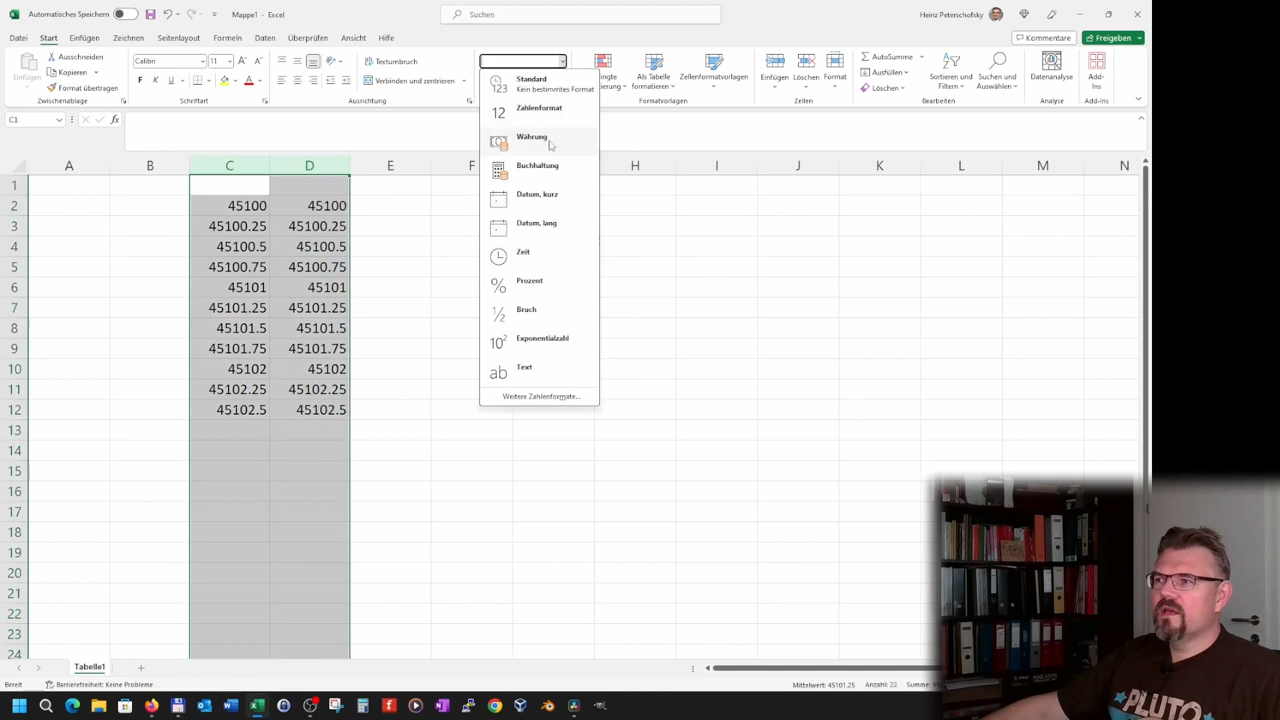 Automatisches Speichern
Mappe1 - Excel
Suchen
Heinz Peterschofsky
Datei Start Einfügen Zeichnen Seitenlayout Formeln Daten Überprüfen Ansicht Hilfe
Kommentare
Freigeben
Einfügen
Ausschneiden
Kopieren
Format übertragen
Zwischenablage
Calibri
11
F K U
Schriftart
Textumbruch
Verbinden und zentrieren
Ausrichtung
Als Tabelle
formatieren
Zellenformatvorlagen
Formatvorlagen
Einfügen
Löschen
Format
Zellen
AutoSumme
Ausfüllen
Löschen
Sortieren und
Filtern
Suchen und
Auswählen
Bearbeiten
Datenanalyse
Add-
Ins
Add-Ins
Standard
Kein bestimmtes Format
Zahlenformat
Währung
Buchhaltung
Datum, kurz
Datum, lang
Zeit
Prozent
Bruch
Exponentialzahl
Text
Weitere Zahlenformate...
C1
A B C D E F H I J K L M N
1
2 45100 45100
3 45100.25 45100.25
4 45100.5 45100.5
5 45100.75 45100.75
6 45101 45101
7 45101.25 45101.25
8 45101.5 45101.5
9 45101.75 45101.75
10 45102 45102
11 45102.25 45102.25
12 45102.5 45102.5
13
14
15
16
17
18
19
20
21
22
23
24
Tabelle1
Bereit
Barrierefreiheit: Keine Probleme
Mittelwert: 45101.25 Anzahl: 22
PLUTO